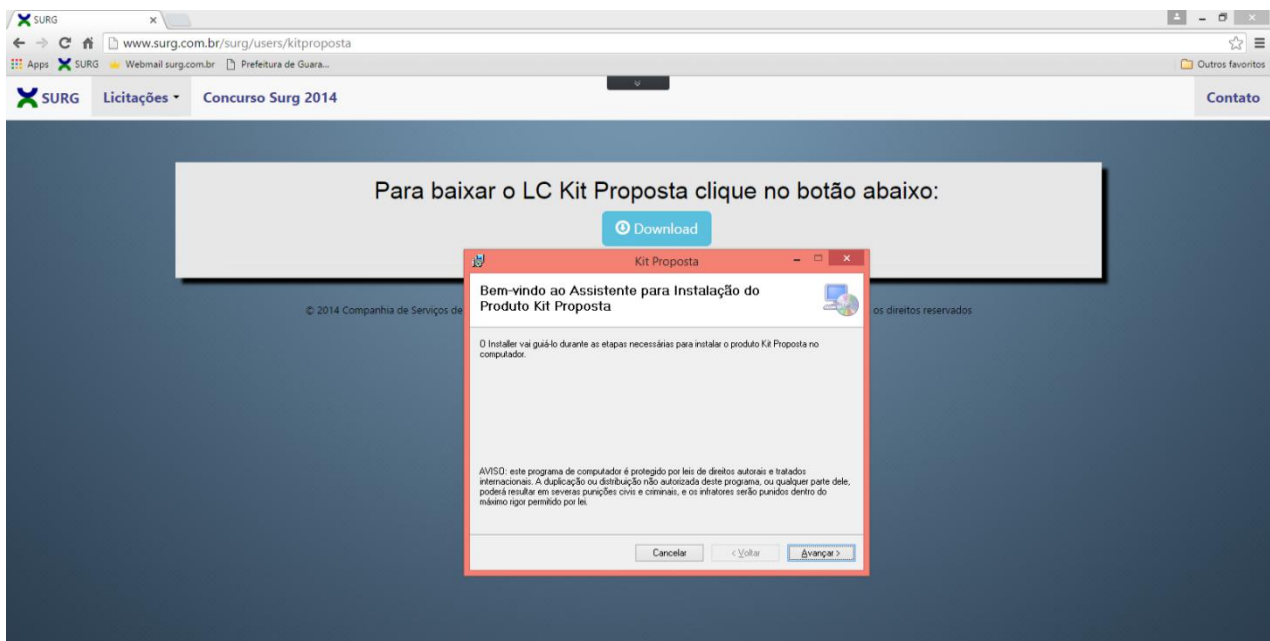 SURG
www.surg.com.br/surg/users/kitproposta
Apps SURG Webmail surg.com.br Prefeitura de Guara... Outros favoritos
SURG Licitações Concurso Surg 2014 Contato
Para baixar o LC Kit Proposta clique no botão abaixo:
Download
Kit Proposta
Bem-vindo ao Assistente para Instalação do
Produto Kit Proposta
© 2014 Companhia de Serviços de os direitos reservados
O Installer vai guiá-lo durante as etapas necessárias para instalar o produto Kit Proposta no
computador.
AVISO: este programa de computador é protegido por leis de direitos autorais e tratados
internacionais. A duplicação ou distribuição não autorizada deste programa, ou qualquer parte dele,
poderá resultar em severas punições civis e criminais, e os infratores serão punidos dentro do
máximo rigor permitido por lei.
Cancelar < Voltar Avançar >